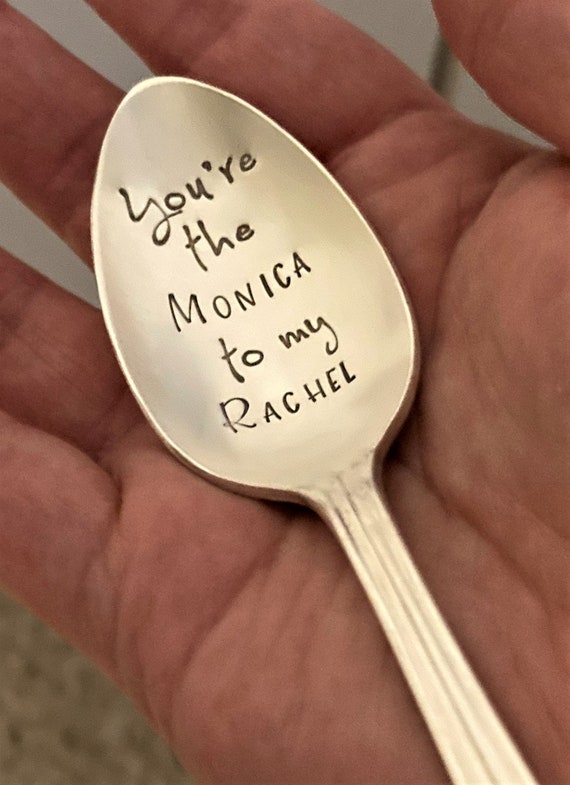 You're
the
MONICA
to my
RACHEL